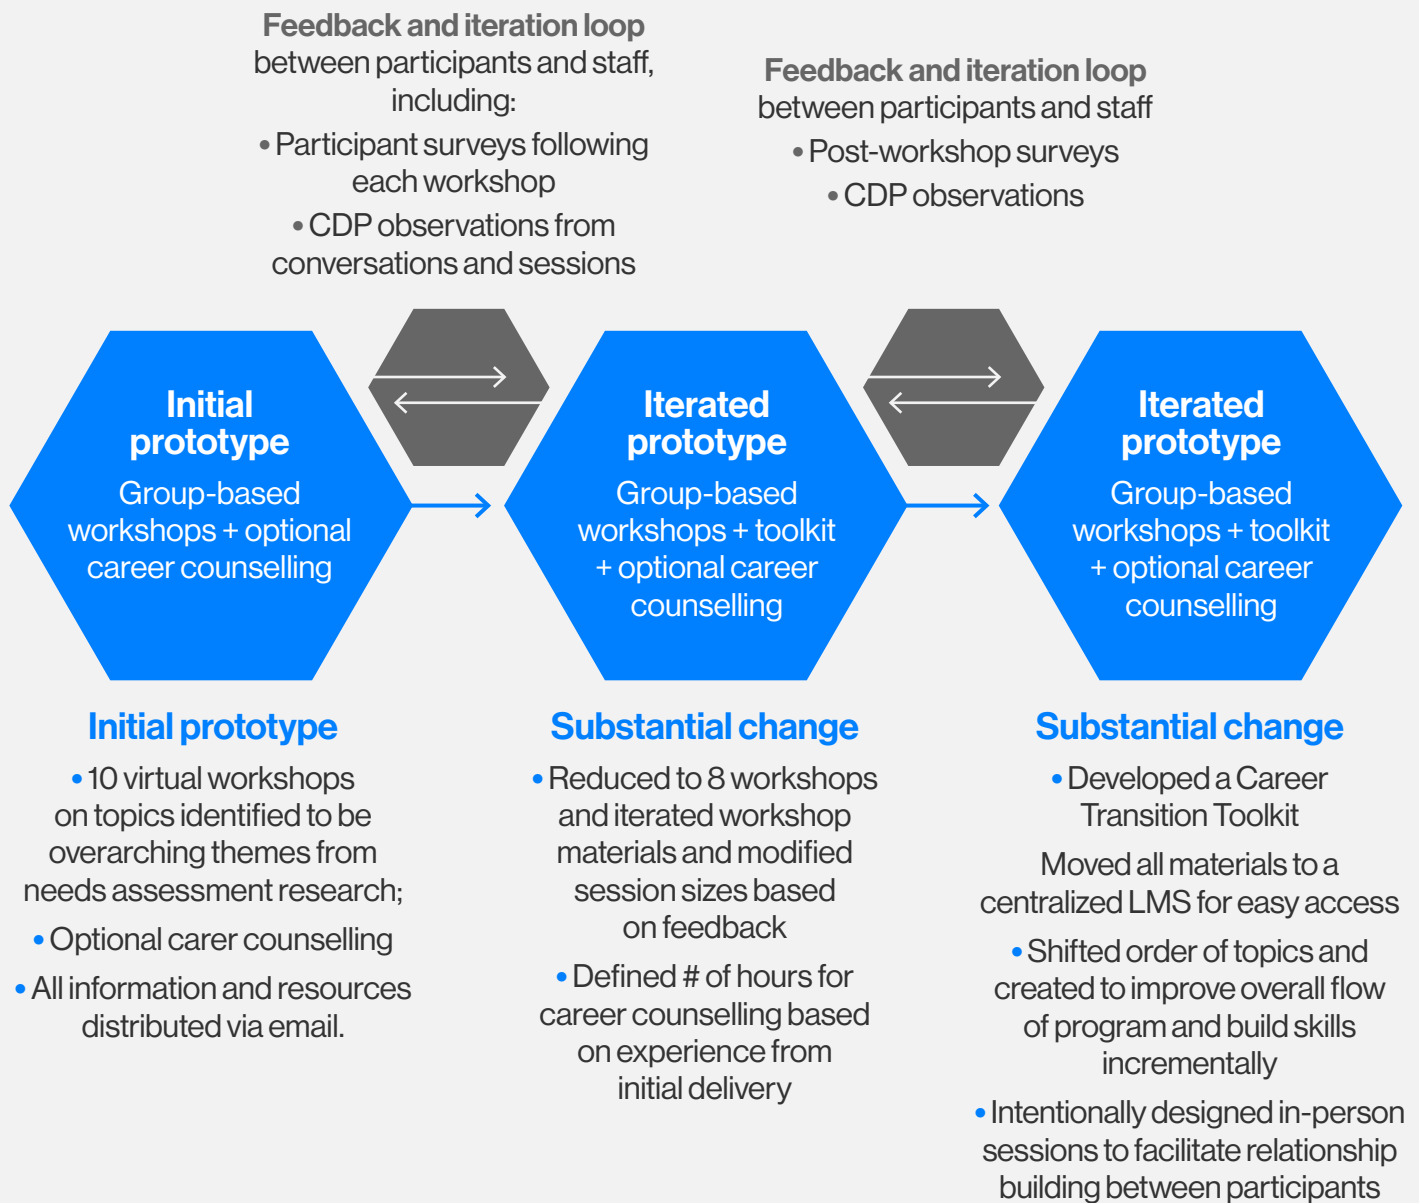 Feedback and iteration loop
between participants and staff,
including:
• Participant surveys following
each workshop
• CDP observations from
conversations and sessions
Feedback and iteration loop
between participants and staff
• Post-workshop surveys
• CDP observations
Initial
prototype
Group-based
workshops + optional
career counselling
Iterated
prototype
Group-based
workshops + toolkit
+ optional career
counselling
Iterated
prototype
Group-based
workshops + toolkit
+ optional career
counselling
Initial prototype
• 10 virtual workshops
on topics identified to be
overarching themes from
needs assessment research;
• Optional carer counselling
• All information and resources
distributed via email.
Substantial change
• Reduced to 8 workshops
and iterated workshop
materials and modified
session sizes based
on feedback
• Defined # of hours for
career counselling based
on experience from
initial delivery
Substantial change
• Developed a Career
Transition Toolkit
Moved all materials to a
centralized LMS for easy access
• Shifted order of topics and
created to improve overall flow
of program and build skills
incrementally
• Intentionally designed in-person
sessions to facilitate relationship
building between participants